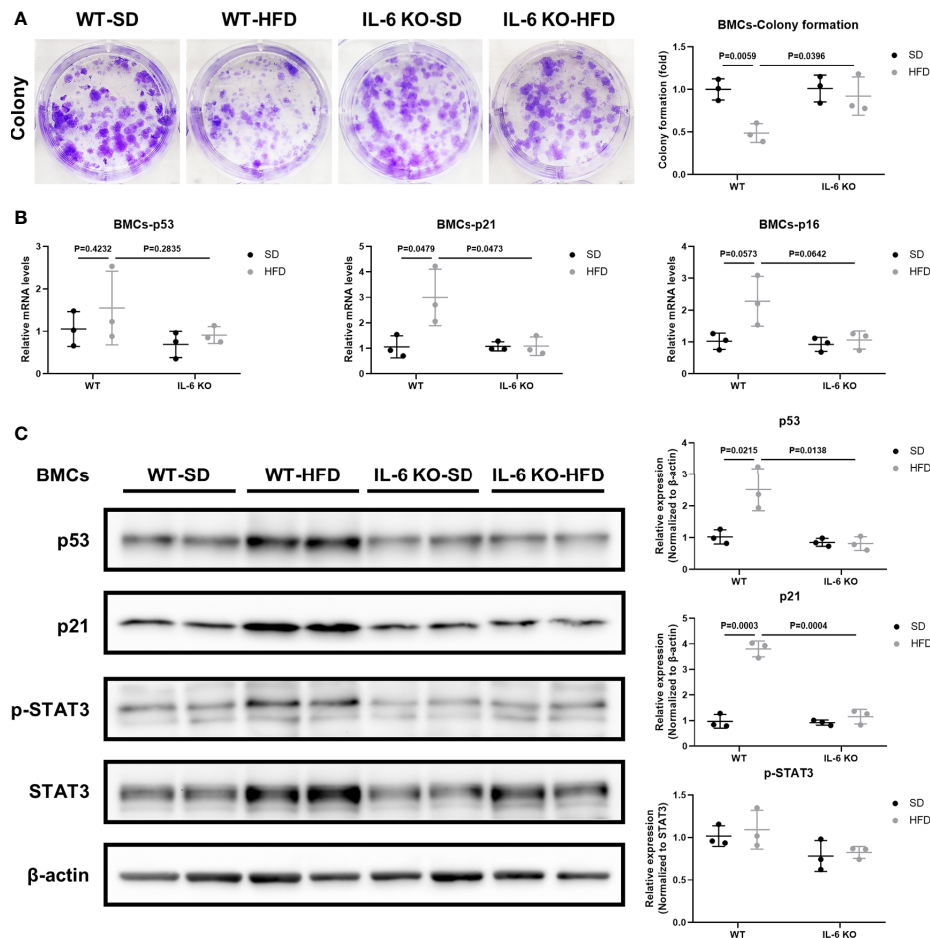 A
WT-SD
WT-HFD
IL-6 KO-SD
IL-6 KO-HFD
Colony
BMCs-Colony formation
Colony formation (fold)
1.5
1.0
0.5
0.0
P=0.0059
P=0.0396
SD
HFD
WT
IL-6 KO
B
BMCs-p53
Relative mRNA levels
3
2
1
0
P=0.4232
P=0.2835
SD
HFD
WT
IL-6 KO
BMCs-p21
Relative mRNA levels
5
4
3
2
1
0
P=0.0479
P=0.0473
SD
HFD
WT
IL-6 KO
BMCs-p16
Relative mRNA levels
4
3
2
1
0
P=0.0573
P=0.0642
SD
HFD
WT
IL-6 KO
C
BMCs
WT-SD
WT-HFD
IL-6 KO-SD
IL-6 KO-HFD
p53
p21
p-STAT3
STAT3
β-actin
p53
Relative expression
(Normalized to β-actin)
4
3
2
1
0
P=0.0215
P=0.0138
SD
HFD
WT
IL-6 KO
p21
Relative expression
(Normalized to β-actin)
5
4
3
2
1
0
P=0.0003
P=0.0004
SD
HFD
WT
IL-6 KO
p-STAT3
Relative expression
(Normalized to STAT3)
1.5
1.0
0.5
0.0
SD
HFD
WT
IL-6 KO